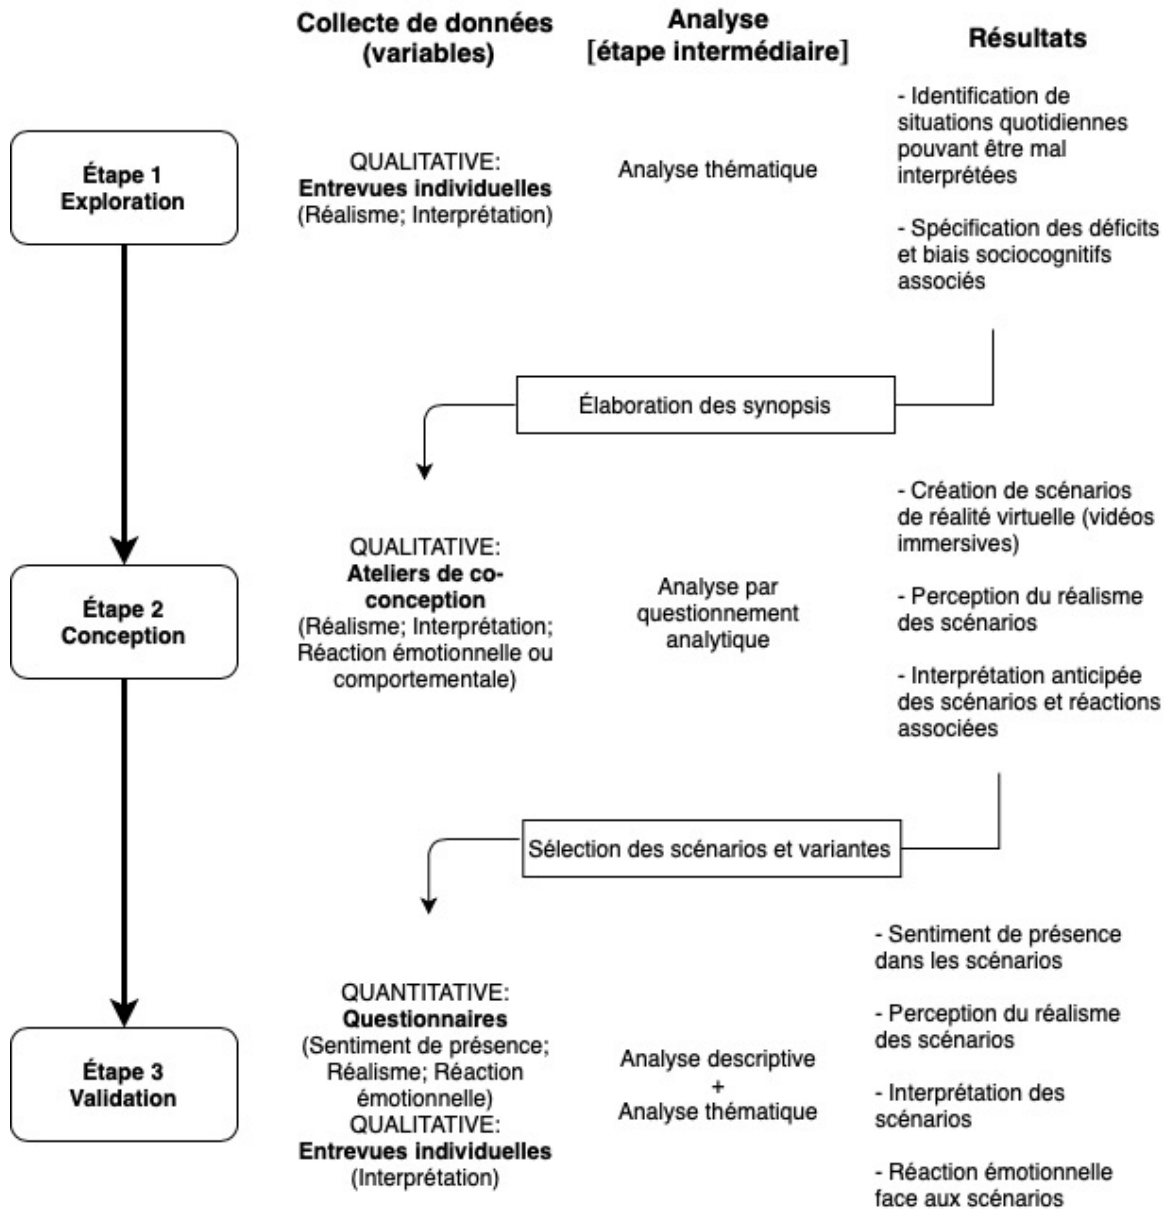 Collecte de données
(variables)
Analyse
[étape intermédiaire]
Résultats
Étape 1
Exploration
QUALITATIVE:
Entrevues individuelles
(Réalisme; Interprétation)
Analyse thématique
- Identification de
situations quotidiennes
pouvant être mal
interprétées
- Spécification des déficits
et biais sociocognitifs
associés
Élaboration des synopsis
Étape 2
Conception
QUALITATIVE:
Ateliers de co-
conception
(Réalisme; Interprétation;
Réaction émotionnelle ou
comportementale)
Analyse par
questionnement
analytique
- Création de scénarios
de réalité virtuelle (vidéos
immersives)
- Perception du réalisme
des scénarios
- Interprétation anticipée
des scénarios et réactions
associées
Sélection des scénarios et variantes
Étape 3
Validation
QUANTITATIVE:
Questionnaires
(Sentiment de présence;
Réalisme; Réaction
émotionnelle)
QUALITATIVE:
Entrevues individuelles
(Interprétation)
Analyse descriptive
+
Analyse thématique
- Sentiment de présence
dans les scénarios
- Perception du réalisme
des scénarios
- Interprétation des
scénarios
- Réaction émotionnelle
face aux scénarios